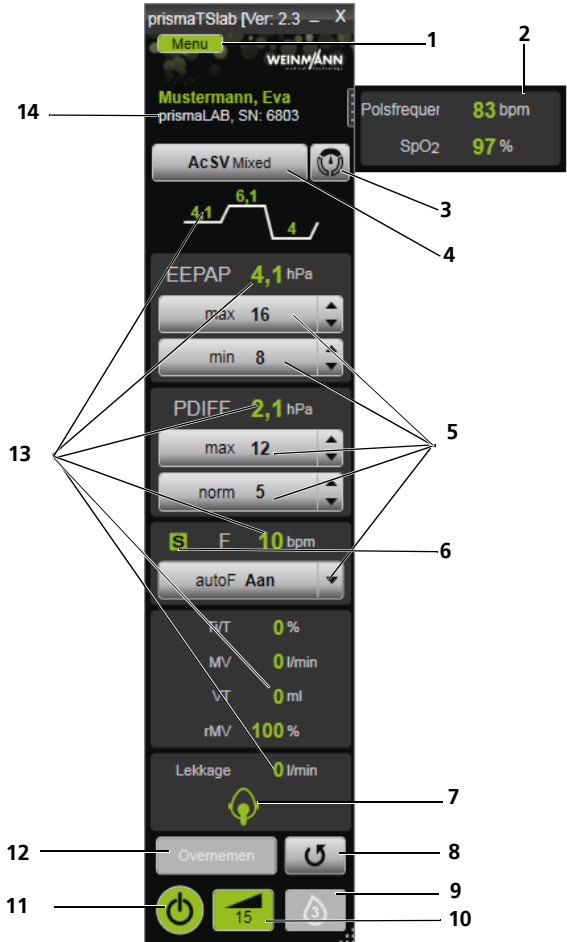 prismaTSlab [Ver: 2.3 – X
Menu
1
2
WEINMANN
medical technology
Mustermann, Eva
prismaLAB, SN: 6803
14
Polsfrequer 83 bpm
SpO2 97 %
AcSV Mixed
3
4
4,1 6,1 4
EEPAP 4,1 hPa
max 16
min 8
PDIFF 2,1 hPa
5
13
max 12
norm 5
S F 10 bpm
6
autoF Aan
Ti/T 0 %
MV 0 l/min
VT 0 ml
rMV 100 %
Lekkage 0 l/min
7
12
Overnemen
8
9
11
15
3
10